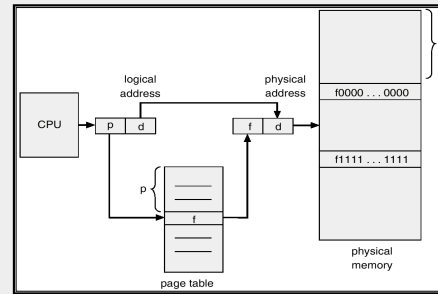 logical
address
physical
address
CPU
p d
f d
f0000 . . . 0000
f1111 . . . 1111
p
f
page table
physical
memory